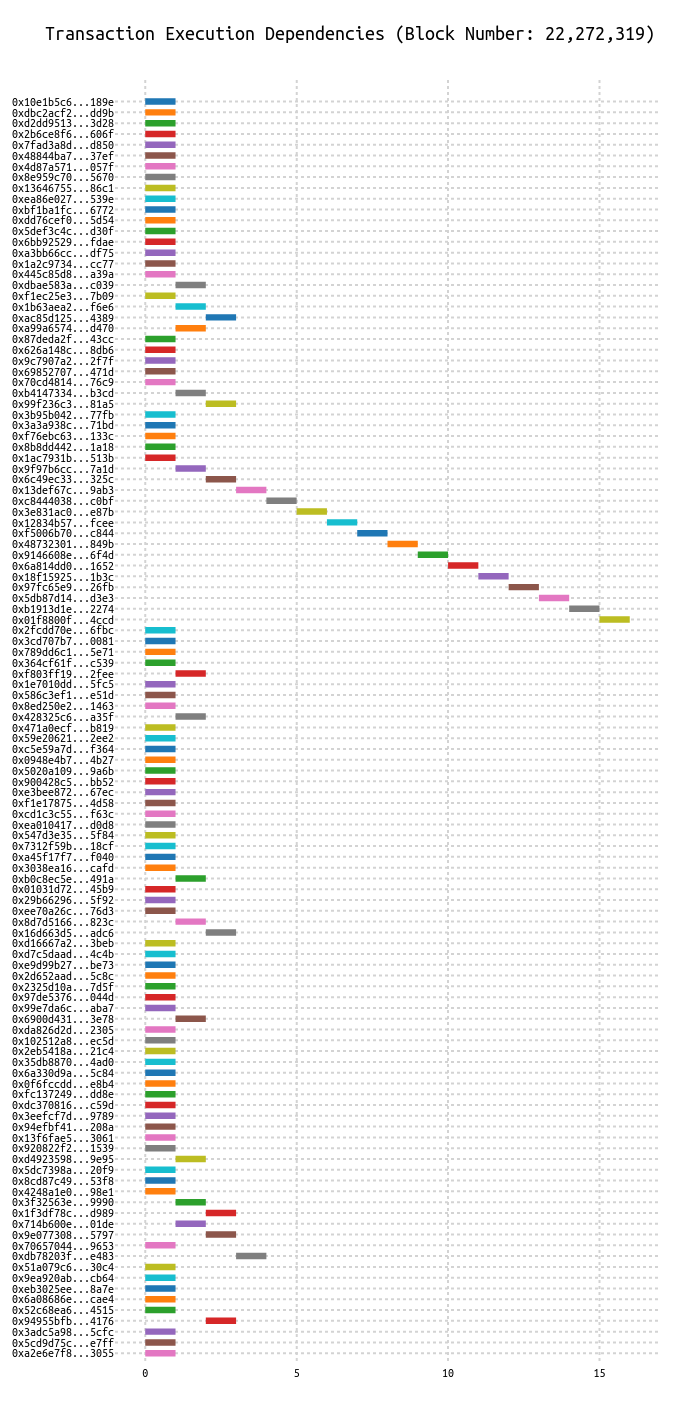 Transaction Execution Dependencies (Block Number: 22,272,319)
0x10e1b5c6...189e
0xdbc2acf2...dd9b
0xd2dd9513...3d28
0x2b6ce8f6...606f
0x7fad3a8d...d850
0x48844ba7...37ef
0x4d87a571...057f
0x8e959c70...5670
0x13646755...86c1
0xea86e027...539e
0xbf1ba1fc...6772
0xdd76cef0...5d54
0x5def3c4c...d30f
0x6bb92529...fdae
0xa3bb66cc...df75
0x1a2c9734...cc77
0x445c85d8...a39a
0xdbae583a...c039
0xf1ec25e3...7b09
0x1b63aea2...f6e6
0xac85d125...4389
0xa99a6574...d470
0x87deda2f...43cc
0x626a148c...8db6
0x9c7907a2...2f7f
0x69852707...471d
0x70cd4814...76c9
0xb4147334...b3cd
0x99f236c3...81a5
0x3b95b042...77fb
0x3a3a938c...71bd
0xf76ebc63...133c
0x8b8dd442...1a18
0x1ac7931b...513b
0x9f97b6cc...7a1d
0x6c49ec33...325c
0x13def67c...9ab3
0xc8444038...c0bf
0x3e831ac0...e87b
0x12834b57...fcee
0xf5006b70...c844
0x48732301...849b
0x9146608e...6f4d
0x6a814dd0...1652
0x18f15925...1b3c
0x97fc65e9...26fb
0x5db87d14...d3e3
0xb1913d1e...2274
0x01f8800f...4ccd
0x2fcdd70e...6fbc
0x3cd707b7...0081
0x789dd6c1...5e71
0x364cf61f...c539
0xf803ff19...2fee
0x1e7010dd...5fc5
0x586c3ef1...e51d
0x8ed250e2...1463
0x428325c6...a35f
0x471a0ecf...b819
0x59e20621...2ee2
0xc5e59a7d...f364
0x0948e4b7...4b27
0x5020a109...9a6b
0x900428c5...bb52
0xe3bee872...67ec
0xf1e17875...4d58
0xcd1c3c55...f63c
0xea010417...d0d8
0x547d3e35...5f84
0x7312f59b...18cf
0xa45f17f7...f040
0x3038ea16...cafd
0xb0c8ec5e...491a
0x01031d72...45b9
0x29b66296...5f92
0xee70a26c...76d3
0x8d7d5166...823c
0x16d663d5...adc6
0xd16667a2...3beb
0xd7c5daad...4c4b
0xe9d99b27...be73
0x2d652aad...5c8c
0x2325d10a...7d5f
0x97de5376...044d
0x99e7da6c...aba7
0x6900d431...3e78
0xda826d2d...2305
0x102512a8...ec5d
0x2eb5418a...21c4
0x35db8870...4ad0
0x6a330d9a...5c84
0x0f6fccdd...e8b4
0xfc137249...dd8e
0xdc370816...c59d
0x3eefcf7d...9789
0x94efbf41...208a
0x13f6fae5...3061
0x920822f2...1539
0xd4923598...9e95
0x5dc7398a...20f9
0x8cd87c49...53f8
0x4248a1e0...98e1
0x3f32563e...9990
0x1f3df78c...d989
0x714b600e...01de
0x9e077308...5797
0x70657044...9653
0xdb78203f...e483
0x51a079c6...30c4
0x9ea920ab...cb64
0xeb3025ee...8a7e
0x6a08686e...cae4
0x52c68ea6...4515
0x94955bfb...4176
0x3adc5a98...5cfc
0x5cd9d75c...e7ff
0xa2e6e7f8...3055
0 5 10 15